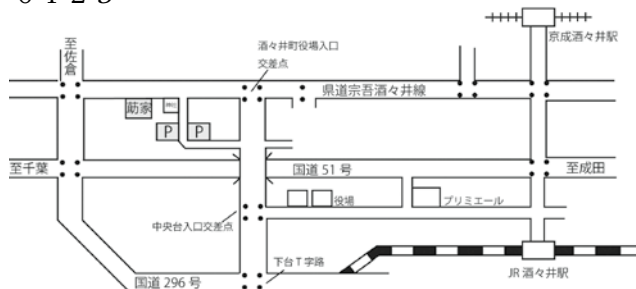 至佐倉
酒々井町役場入口
交差点
京成酒々井駅
県道宗吾酒々井線
P
P
至千葉
国道 51 号
至成田
役場
プリミエール
中央台入口交差点
下台 T 字路
国道 296 号
JR 酒々井駅